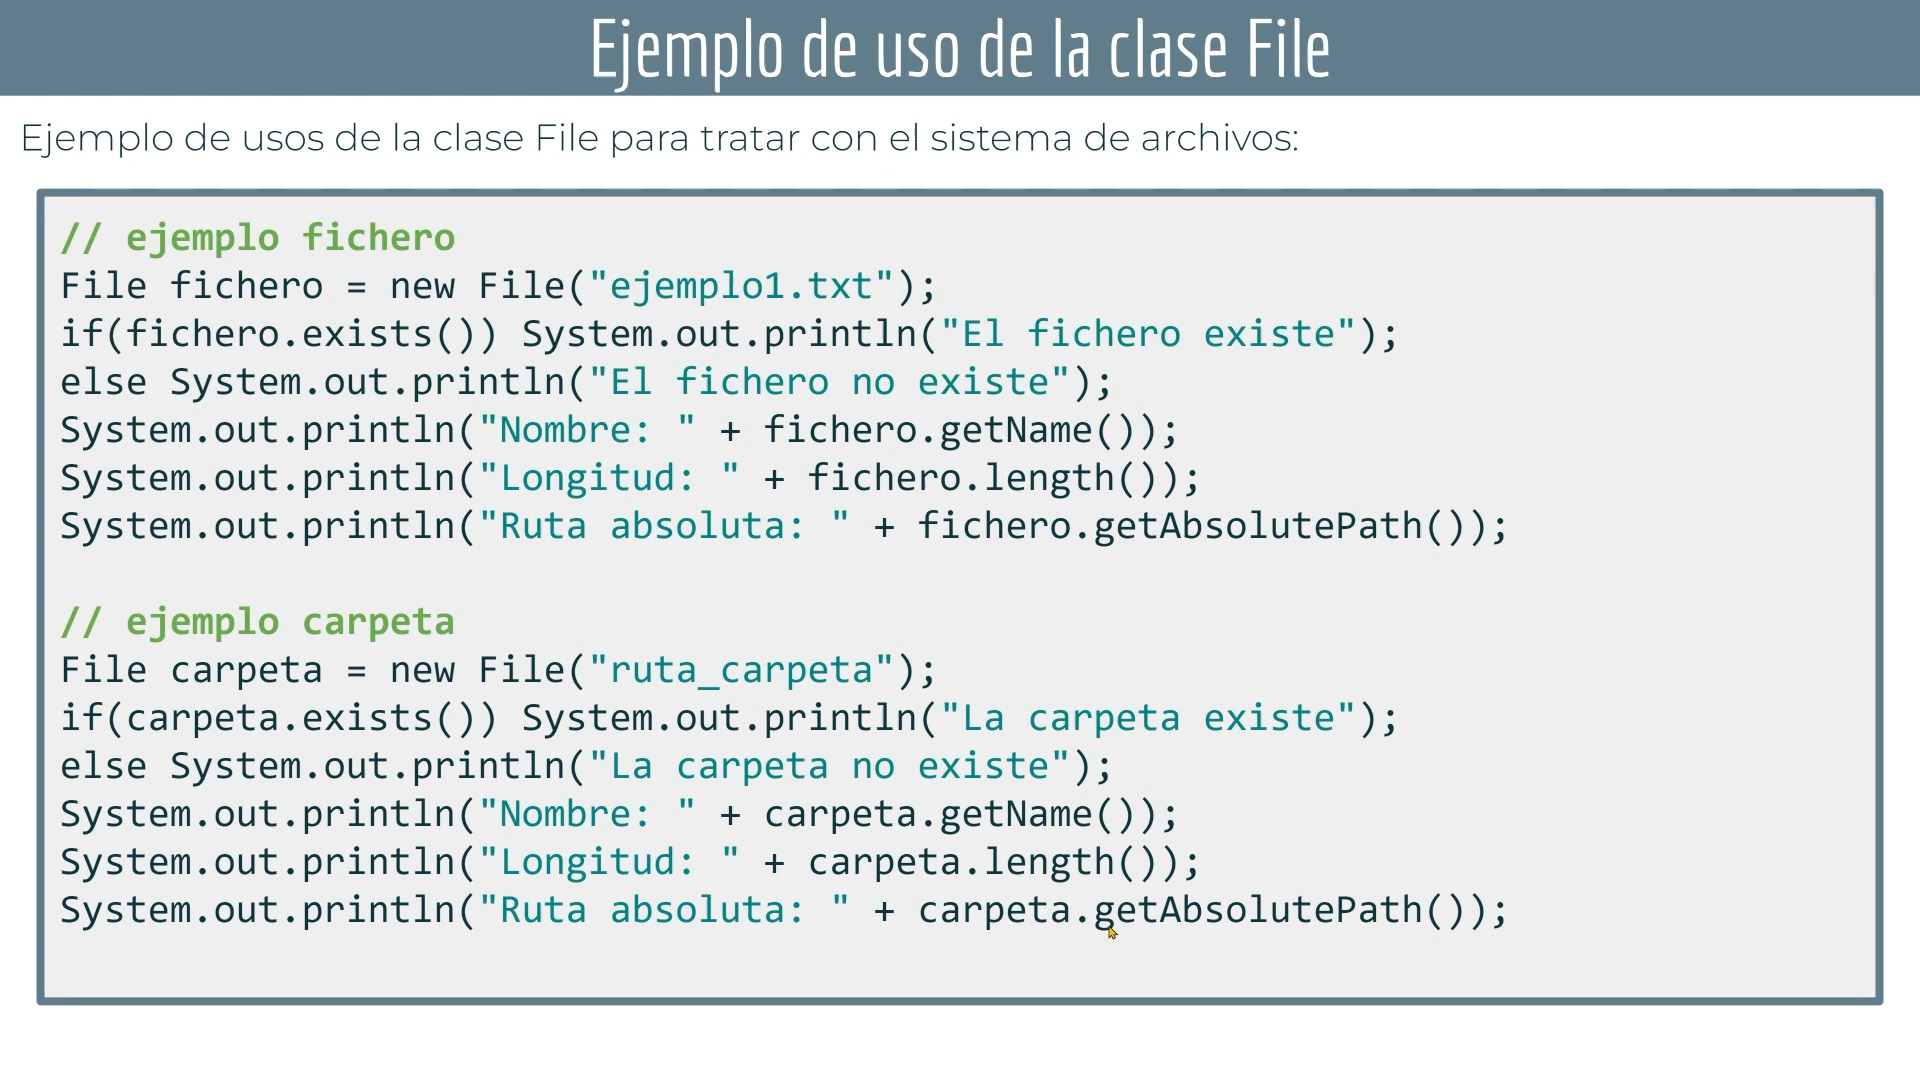 Ejemplo de uso de la clase File
Ejemplo de usos de la clase File para tratar con el sistema de archivos:
// ejemplo fichero
File fichero = new File("ejemplo1.txt");
if(fichero.exists()) System.out.println("El fichero existe");
else System.out.println("El fichero no existe");
System.out.println("Nombre: " + fichero.getName());
System.out.println("Longitud: " + fichero.length());
System.out.println("Ruta absoluta: " + fichero.getAbsolutePath());
// ejemplo carpeta
File carpeta = new File("ruta_carpeta");
if(carpeta.exists()) System.out.println("La carpeta existe");
else System.out.println("La carpeta no existe");
System.out.println("Nombre: " + carpeta.getName());
System.out.println("Longitud: " + carpeta.length());
System.out.println("Ruta absoluta: " + carpeta.getAbsolutePath());